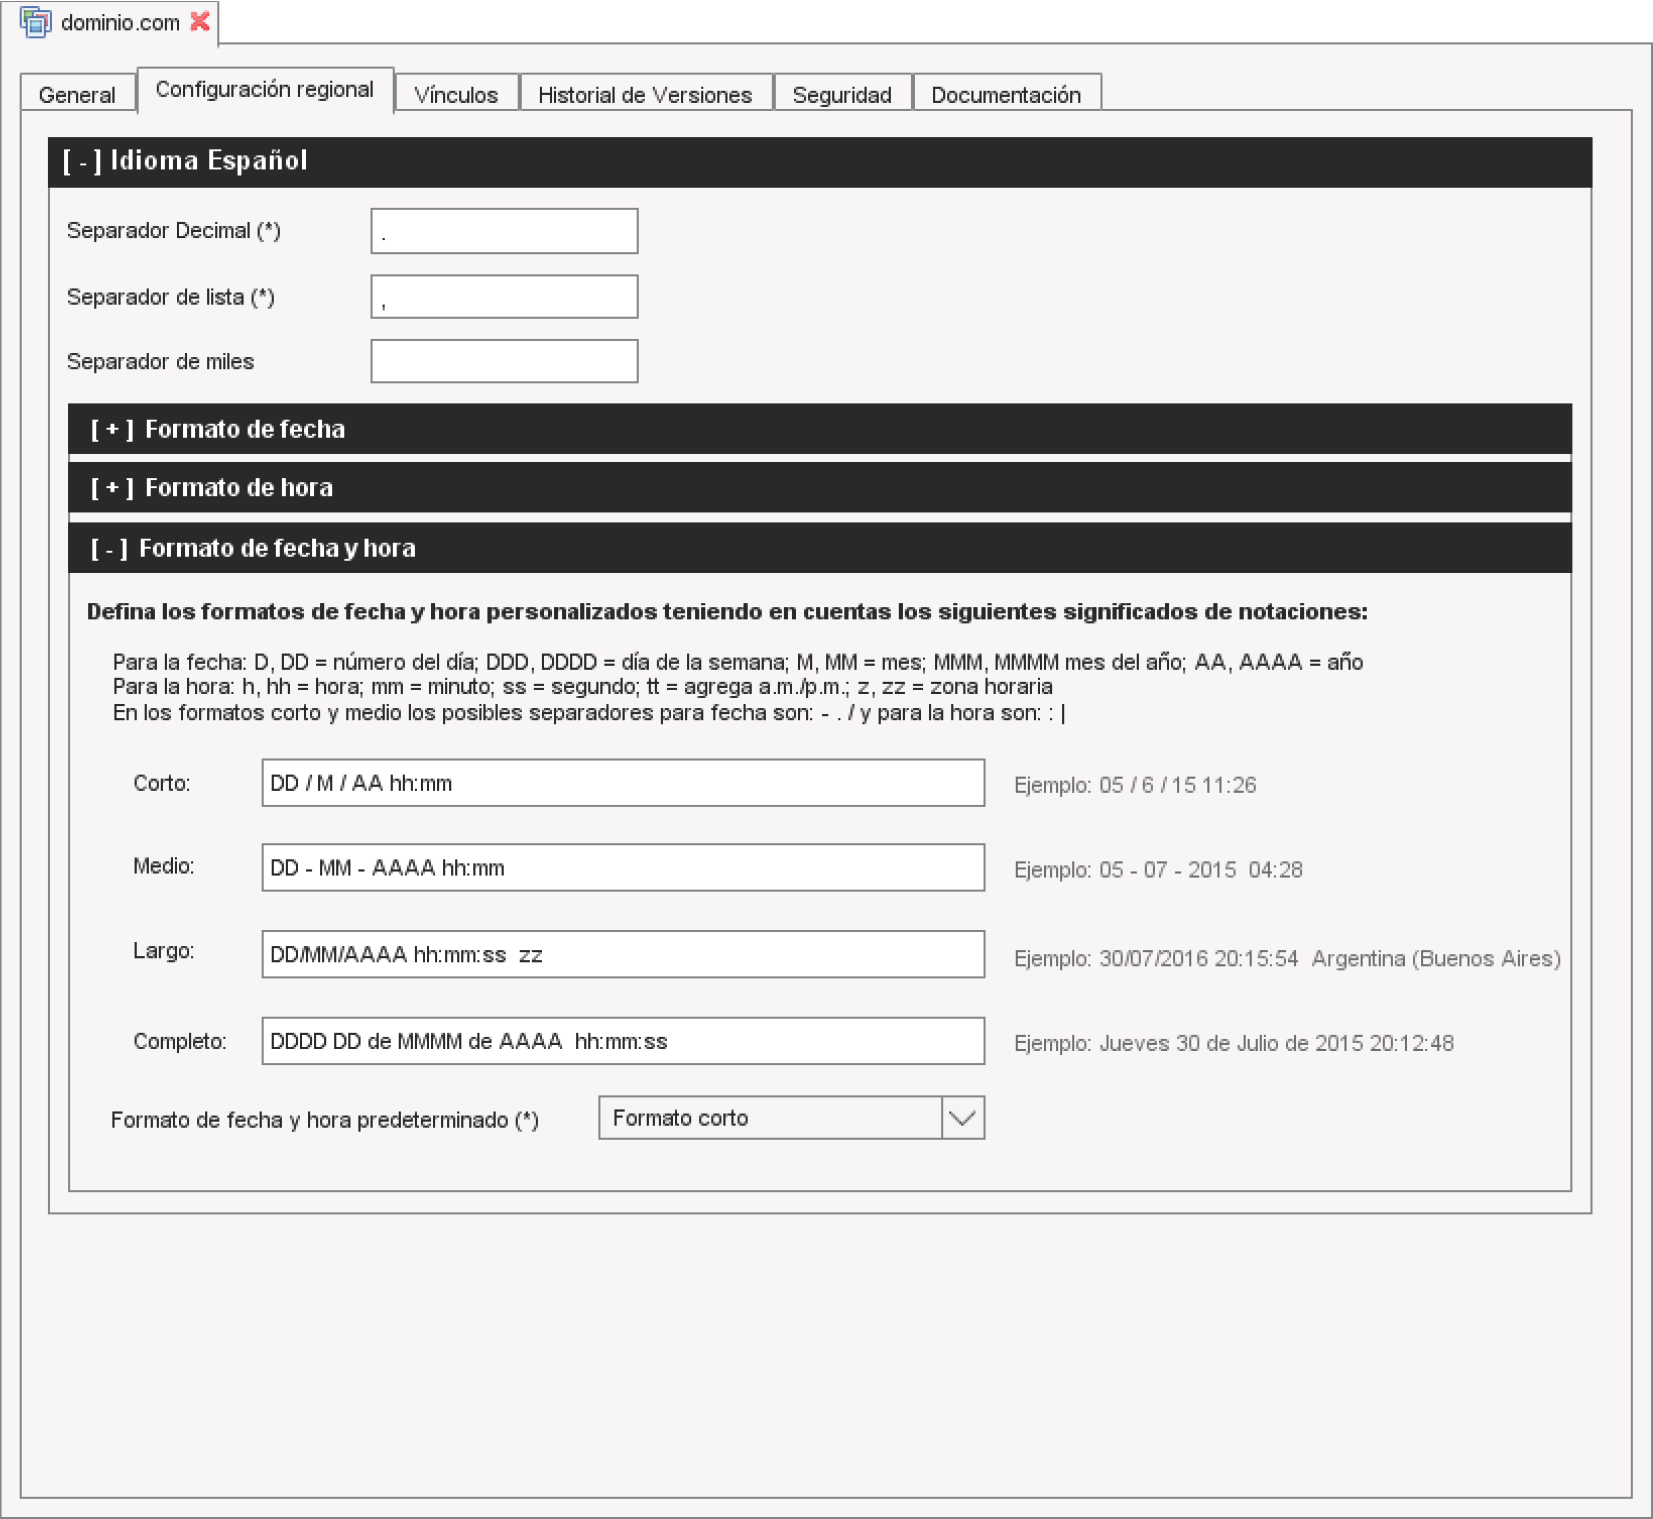 dominio.com
General
Configuración regional
Vínculos
Historial de Versiones
Seguridad
Documentación
[ - ] Idioma Español
Separador Decimal (*)
.
Separador de lista (*)
,
Separador de miles
[ + ] Formato de fecha
[ + ] Formato de hora
[ - ] Formato de fecha y hora
Defina los formatos de fecha y hora personalizados teniendo en cuentas los siguientes significados de notaciones:
Para la fecha: D, DD = número del día; DDD, DDDD = día de la semana; M, MM = mes; MMM, MMMM mes del año; AA, AAAA = año
Para la hora: h, hh = hora; mm = minuto; ss = segundo; tt = agrega a.m./p.m.; z, zz = zona horaria
En los formatos corto y medio los posibles separadores para fecha son: - . / y para la hora son: : |
Corto:
DD / M / AA hh:mm
Ejemplo: 05 / 6 / 15 11:26
Medio:
DD - MM - AAAA hh:mm
Ejemplo: 05 - 07 - 2015  04:28
Largo:
DD/MM/AAAA hh:mm:ss  zz
Ejemplo: 30/07/2016 20:15:54  Argentina (Buenos Aires)
Completo:
DDDD DD de MMMM de AAAA  hh:mm:ss
Ejemplo: Jueves 30 de Julio de 2015 20:12:48
Formato de fecha y hora predeterminado (*)
Formato corto